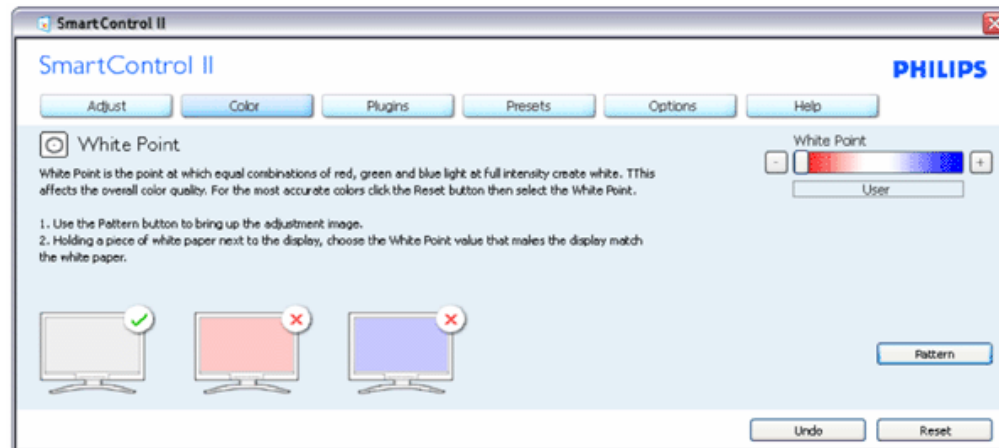 SmartControl II
SmartControl II
PHILIPS
Adjust Color Plugins Presets Options Help
White Point
White Point is the point at which equal combinations of red, green and blue light at full intensity create white. TThis
affects the overall color quality. For the most accurate colors click the Reset button then select the White Point.
1. Use the Pattern button to bring up the adjustment image.
2. Holding a piece of white paper next to the display, choose the White Point value that makes the display match
the white paper.
White Point
- +
User
Pattern
Undo Reset